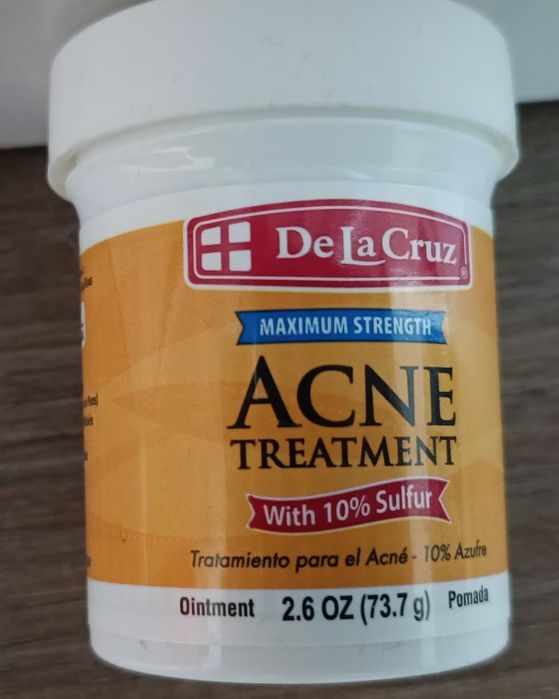 De La Cruz®
MAXIMUM STRENGTH
ACNE
TREATMENT
With 10% Sulfur
Tratamiento para el Acné - 10% Azufre
Ointment 2.6 OZ (73.7 g) Pomada